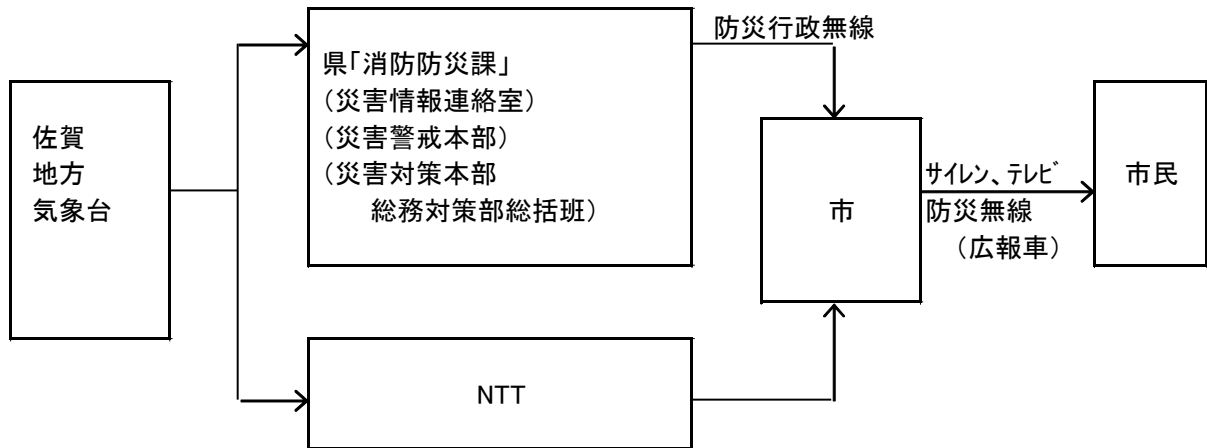 佐賀
地方
気象台
県「消防防災課」
(災害情報連絡室)
(災害警戒本部)
(災害対策本部
総務対策部総括班)
防災行政無線
NTT
市
サイレン、テレビ
防災無線
(広報車)
市民